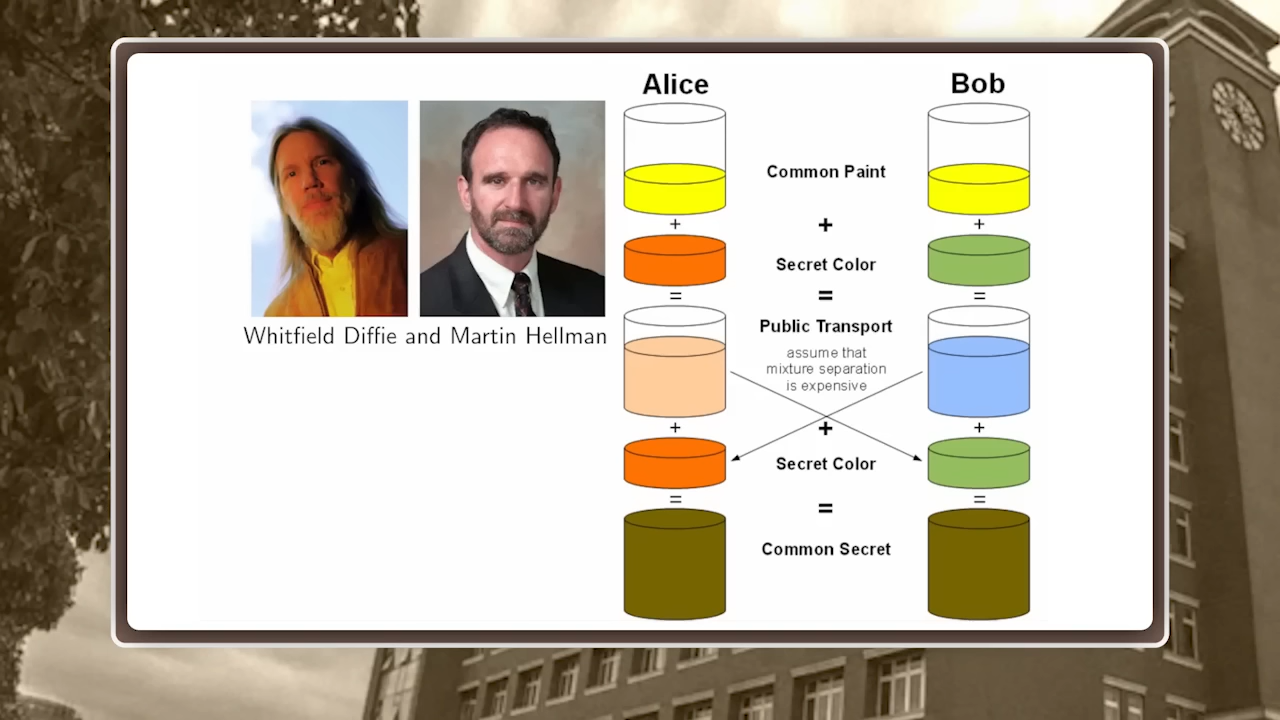 Alice
Bob
Common Paint
+
+
+
Secret Color
=
=
=
Public Transport
assume that
mixture separation
is expensive
Whitfield Diffie and Martin Hellman
+
+
+
Secret Color
=
=
=
Common Secret